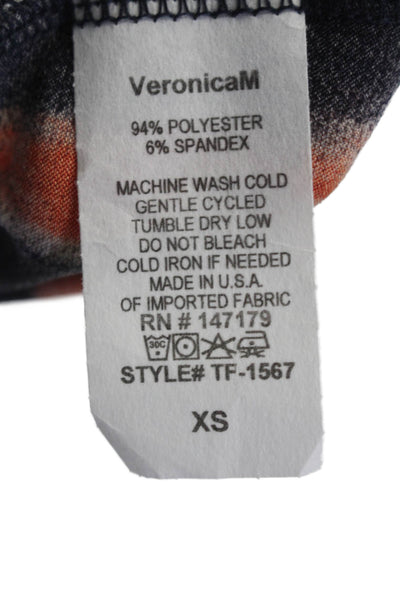 VeronicaM
94% POLYESTER
6% SPANDEX
MACHINE WASH COLD
GENTLE CYCLED
TUMBLE DRY LOW
DO NOT BLEACH
COLD IRON IF NEEDED
MADE IN U.S.A.
OF IMPORTED FABRIC
RN # 147179
30C
STYLE# TF-1567
XS